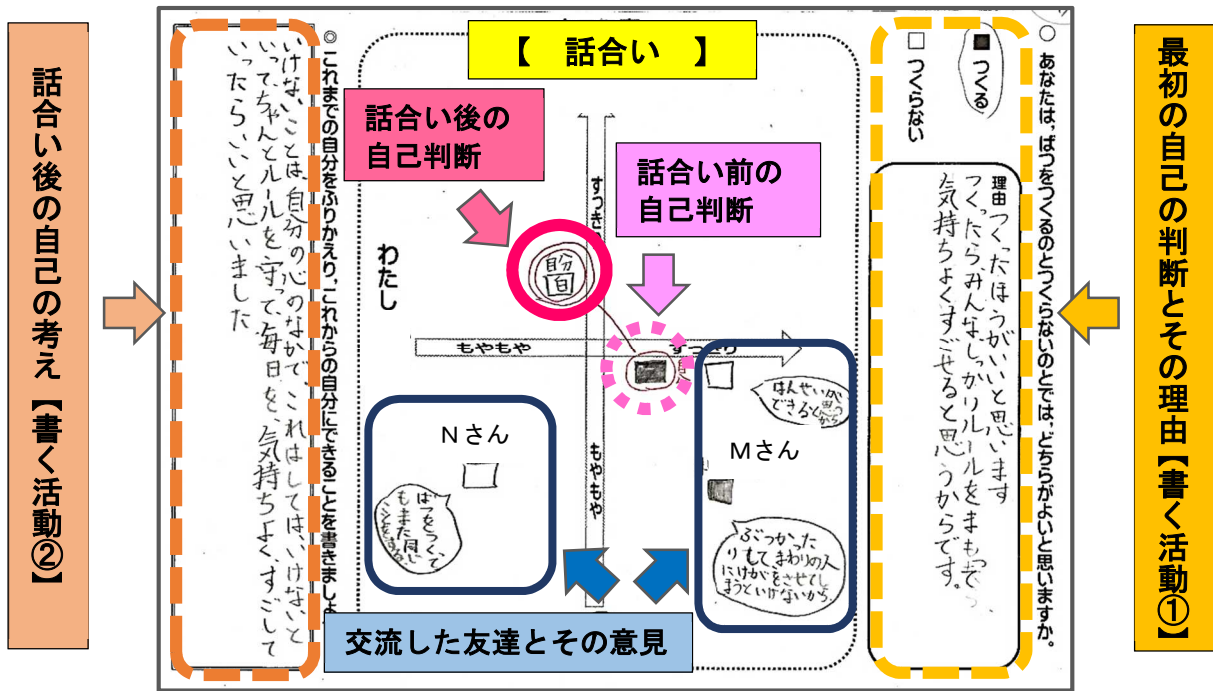 最初の自己の判断とその理由【書く活動①】
○ あなたは、ばつをつくるのとつくらないのとでは、どちらがよいと思いますか。
■ つくる
□ つくらない
理由
つくったほうがいいと思います
つくったらみんなしっかりルールをまもって、
気持ちよくすごせると思うからです。
【 話合い 】
話合い後の
自己判断
話合い前の
自己判断
すっき
自分
わたし
もやもや
すっきり
もやもや
Nさん
Mさん
はんせいが
できると思うから
ぶつかった
りもしてまわりの人
にけがをさせてし
まうといけないから
ばつをつくっ
もまた同じ
ことを
交流した友達とその意見
◎ これまでの自分をふりかえり、これからの自分にできることを書きましょ
いけないことは自分の心のなかで、これはしてはいけないと
いって、ちゃんとルールを守って、毎日を、気持ちよく、すごして
いったらいいと思いました
話合い後の自己の考え【書く活動②】